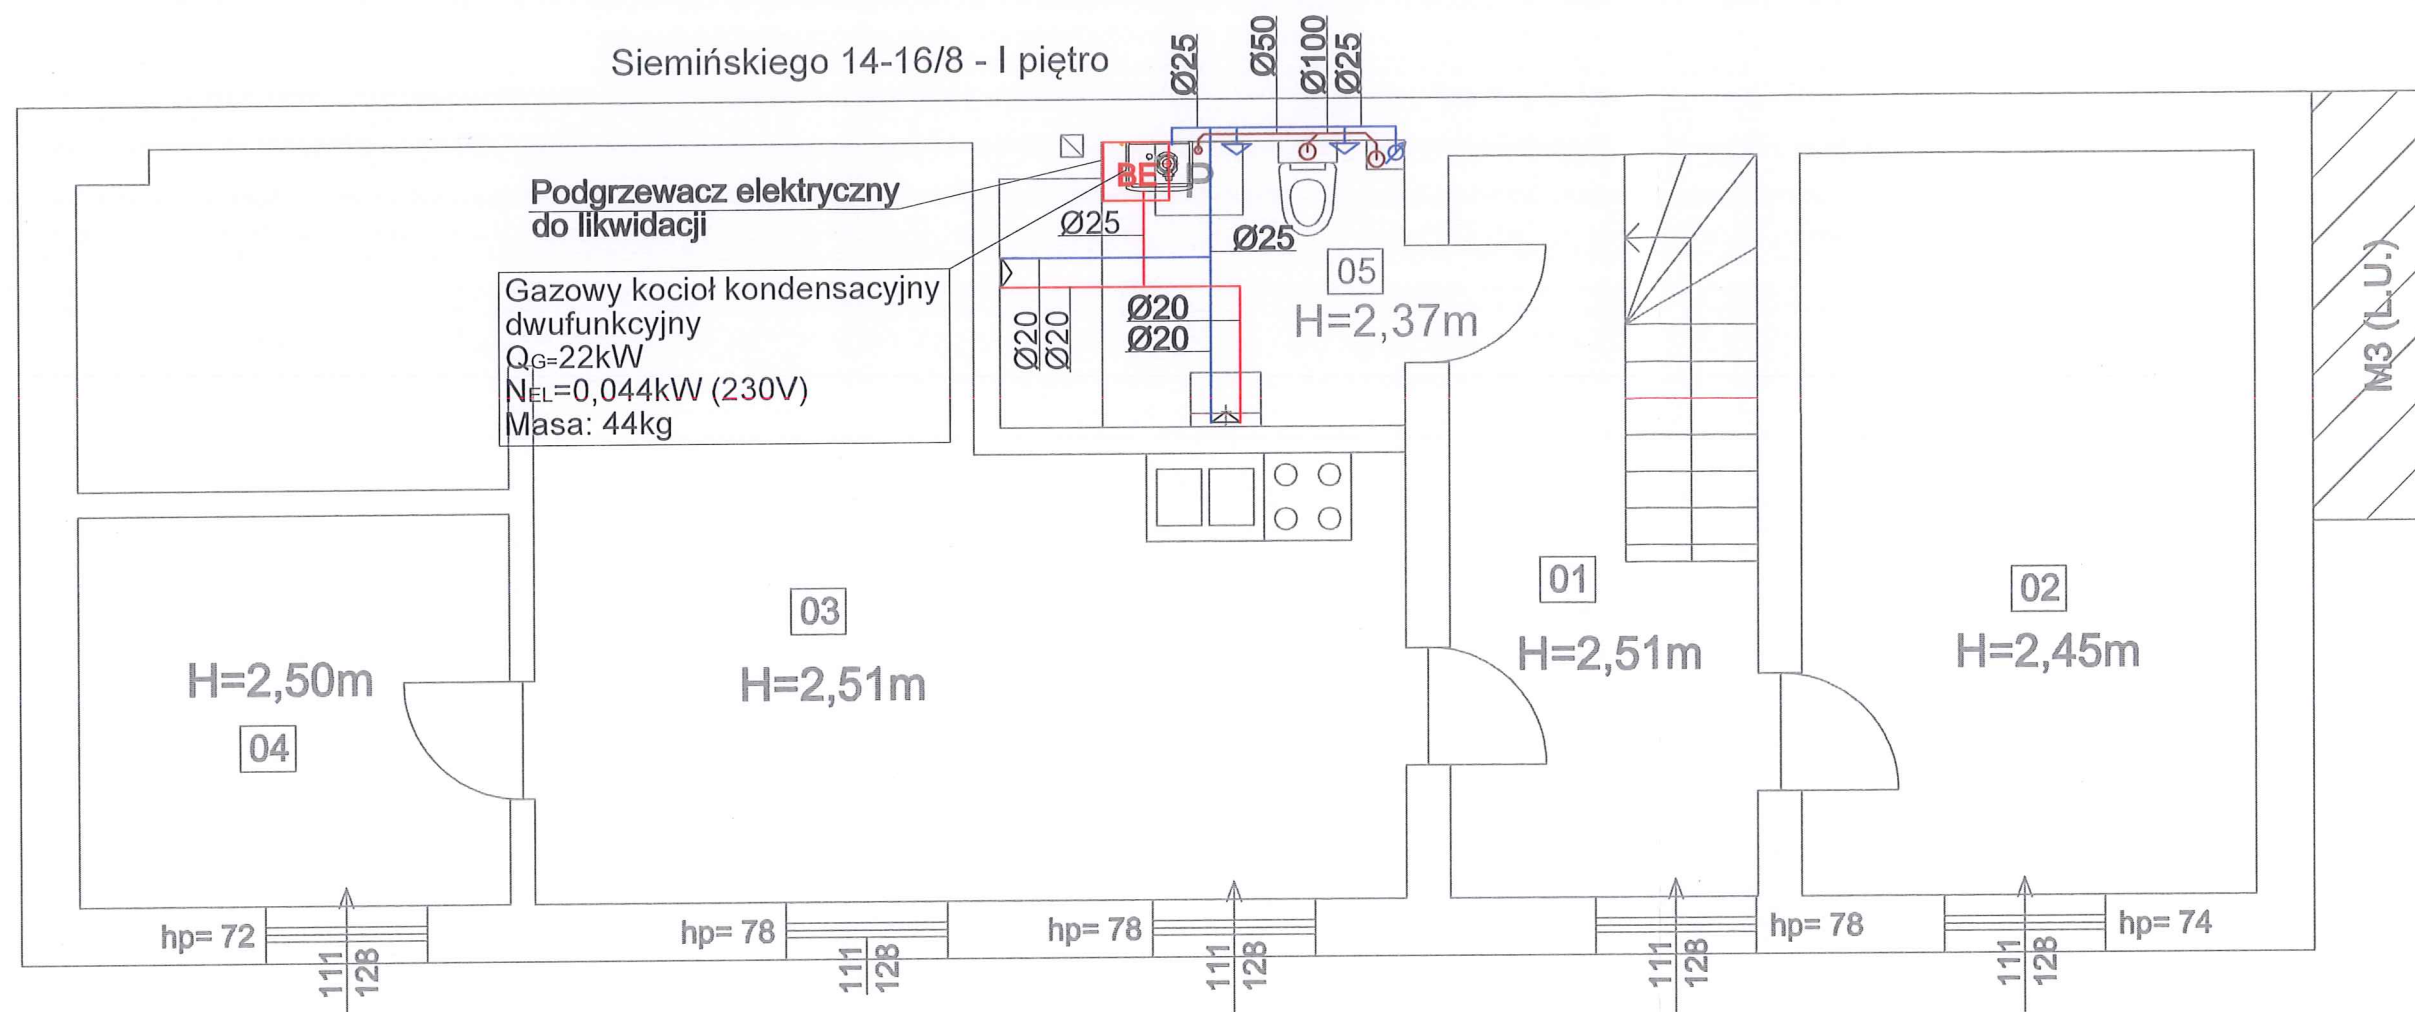 Siemińskiego 14-16/8 - I piętro
Ø25
Ø50
Ø100
Ø25
Podgrzewacz elektryczny
do likwidacji
BE
P
Ø25
Ø25
Gazowy kocioł kondensacyjny
dwufunkcyjny
QG=22kW
NEL=0,044kW (230V)
Masa: 44kg
Ø20
Ø20
Ø20
Ø20
05
H=2,37m
M3 (L.U.)
03
H=2,51m
01
H=2,51m
02
H=2,45m
H=2,50m
04
hp= 72
111
128
hp= 78
111
128
hp= 78
111
128
111
128
hp= 78
111
128
hp= 74